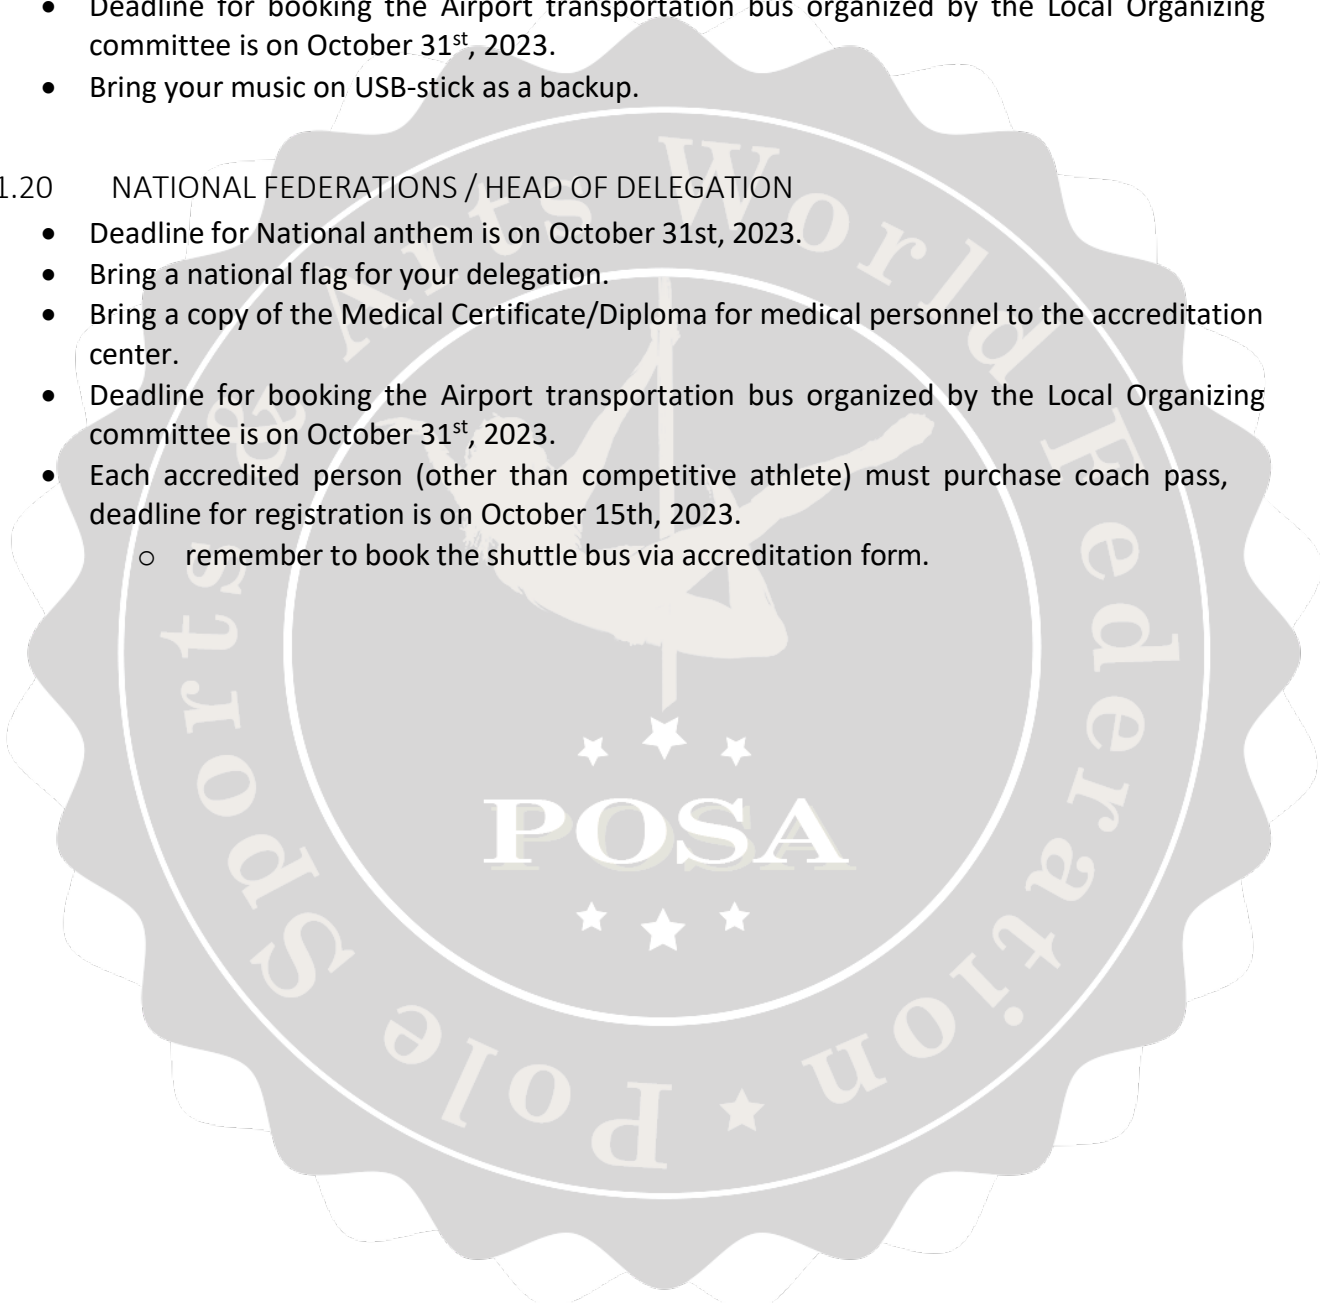 • Deadline for booking the Airport transportation bus organized by the Local Organizing
committee is on October 31st, 2023.
• Bring your music on USB-stick as a backup.
1.20 NATIONAL FEDERATIONS / HEAD OF DELEGATION
• Deadline for National anthem is on October 31st, 2023.
• Bring a national flag for your delegation.
• Bring a copy of the Medical Certificate/Diploma for medical personnel to the accreditation
center.
• Deadline for booking the Airport transportation bus organized by the Local Organizing
committee is on October 31st, 2023.
• Each accredited person (other than competitive athlete) must purchase coach pass,
deadline for registration is on October 15th, 2023.
o remember to book the shuttle bus via accreditation form.
Pole Sports & Arts World Federation
POSA